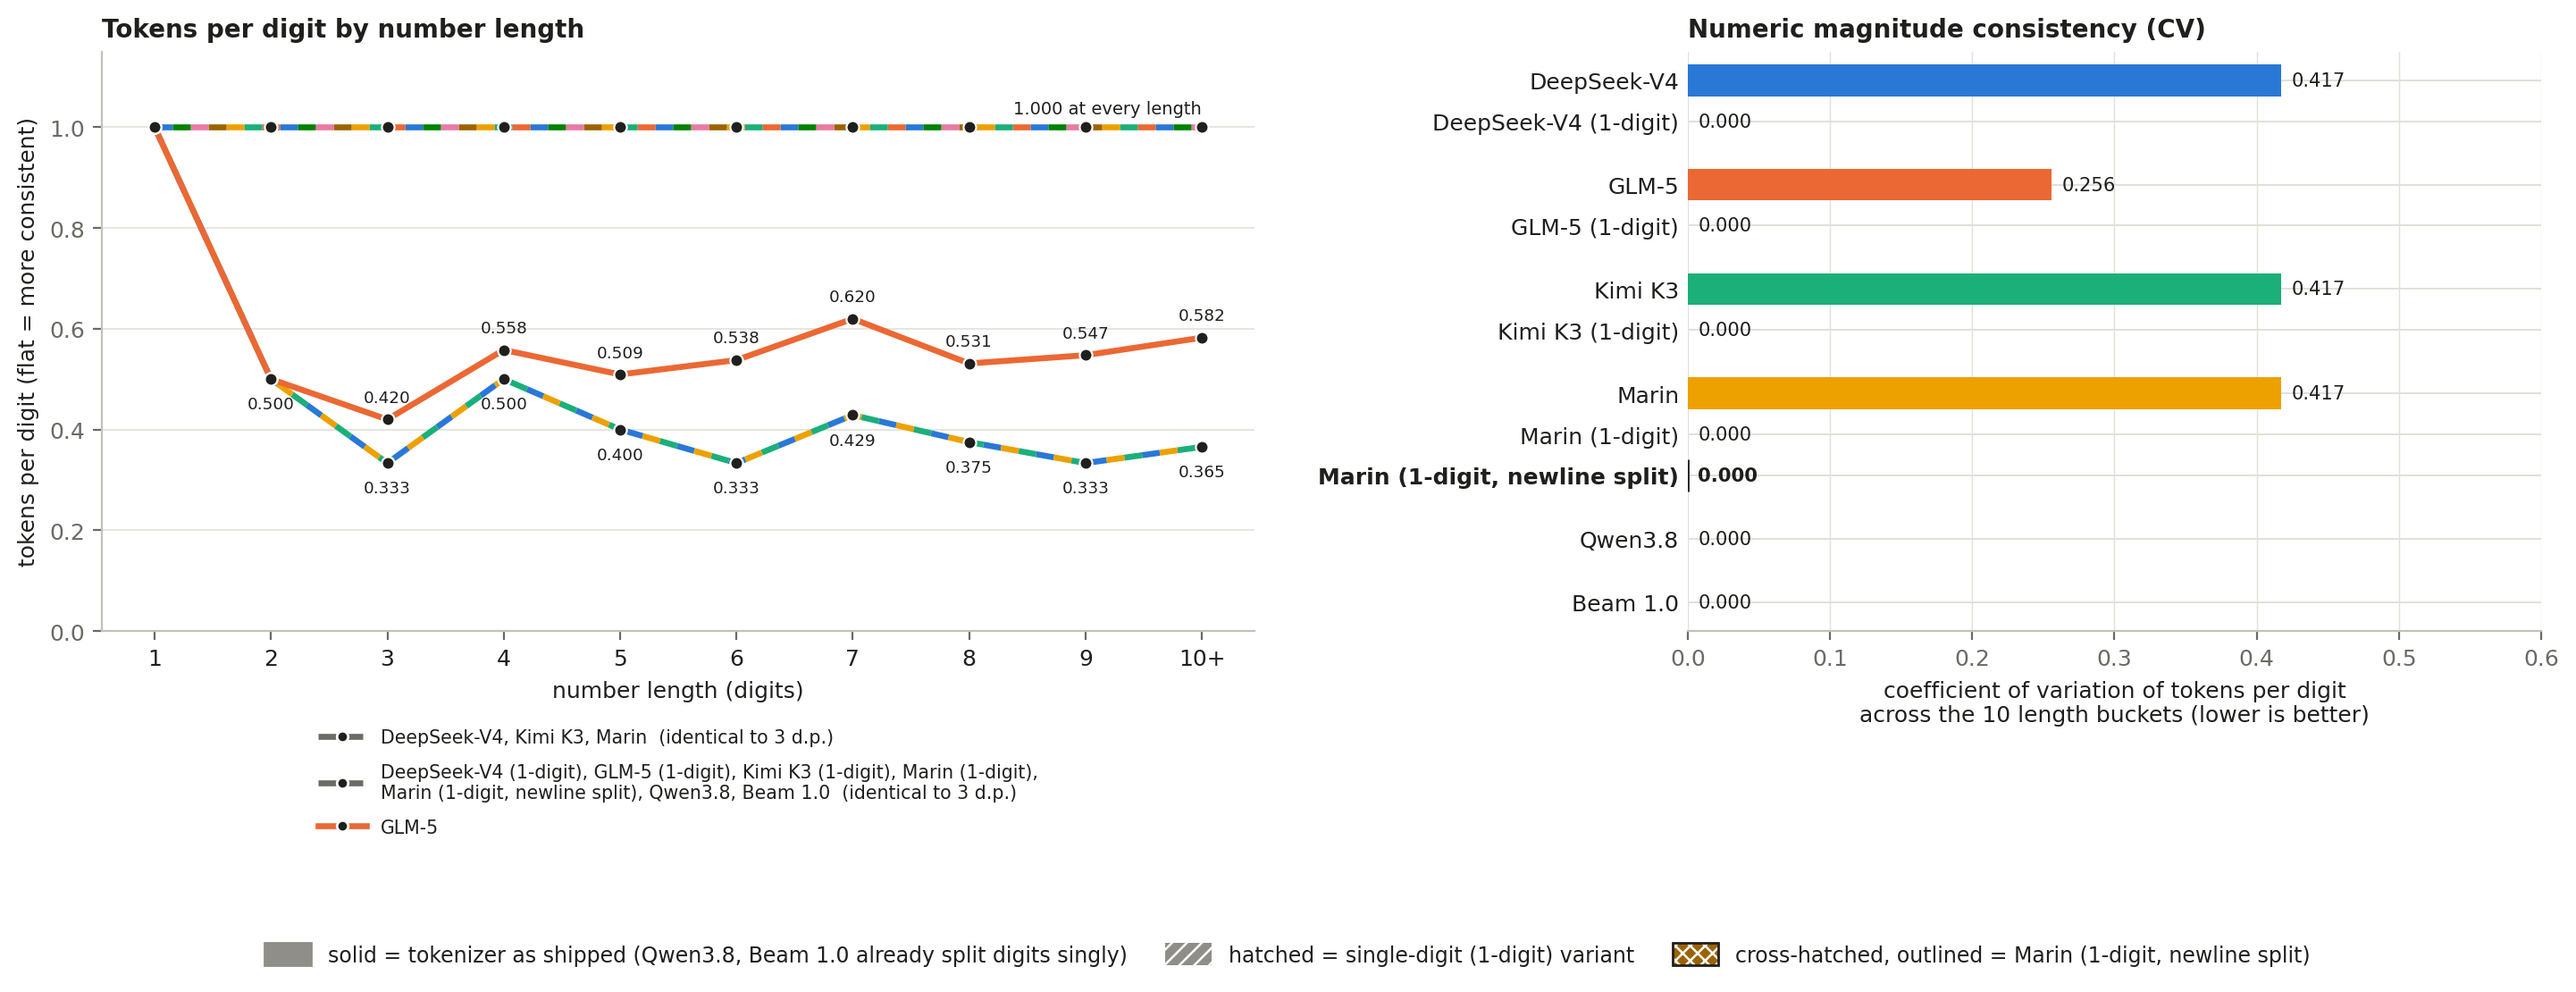 Tokens per digit by number length
tokens per digit (flat = more consistent)
1.0
0.8
0.6
0.4
0.2
0.0
1.000 at every length
0.500
0.420
0.333
0.558
0.500
0.509
0.400
0.538
0.333
0.620
0.429
0.531
0.375
0.547
0.333
0.582
0.365
1 2 3 4 5 6 7 8 9 10+
number length (digits)
DeepSeek-V4, Kimi K3, Marin (identical to 3 d.p.)
DeepSeek-V4 (1-digit), GLM-5 (1-digit), Kimi K3 (1-digit), Marin (1-digit),
Marin (1-digit, newline split), Qwen3.8, Beam 1.0 (identical to 3 d.p.)
GLM-5
Numeric magnitude consistency (CV)
DeepSeek-V4 0.417
DeepSeek-V4 (1-digit) 0.000
GLM-5 0.256
GLM-5 (1-digit) 0.000
Kimi K3 0.417
Kimi K3 (1-digit) 0.000
Marin 0.417
Marin (1-digit) 0.000
Marin (1-digit, newline split) 0.000
Qwen3.8 0.000
Beam 1.0 0.000
0.0 0.1 0.2 0.3 0.4 0.5 0.6
coefficient of variation of tokens per digit
across the 10 length buckets (lower is better)
solid = tokenizer as shipped (Qwen3.8, Beam 1.0 already split digits singly)
hatched = single-digit (1-digit) variant
cross-hatched, outlined = Marin (1-digit, newline split)